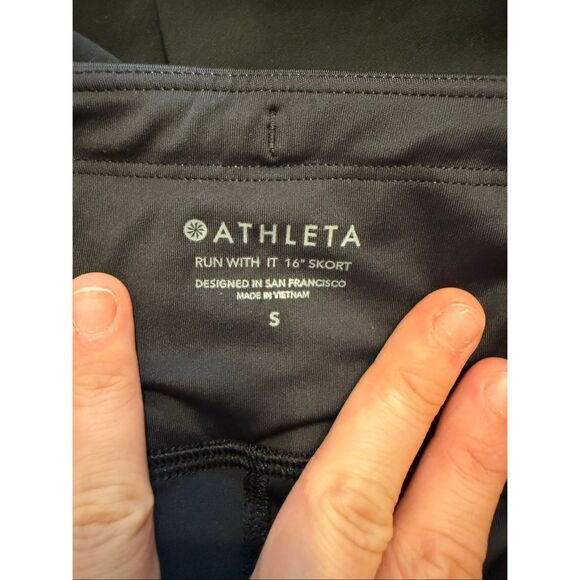 ATHLETA
RUN WITH IT 16" SKORT
DESIGNED IN SAN FRANCISCO
MADE IN VIETNAM
S